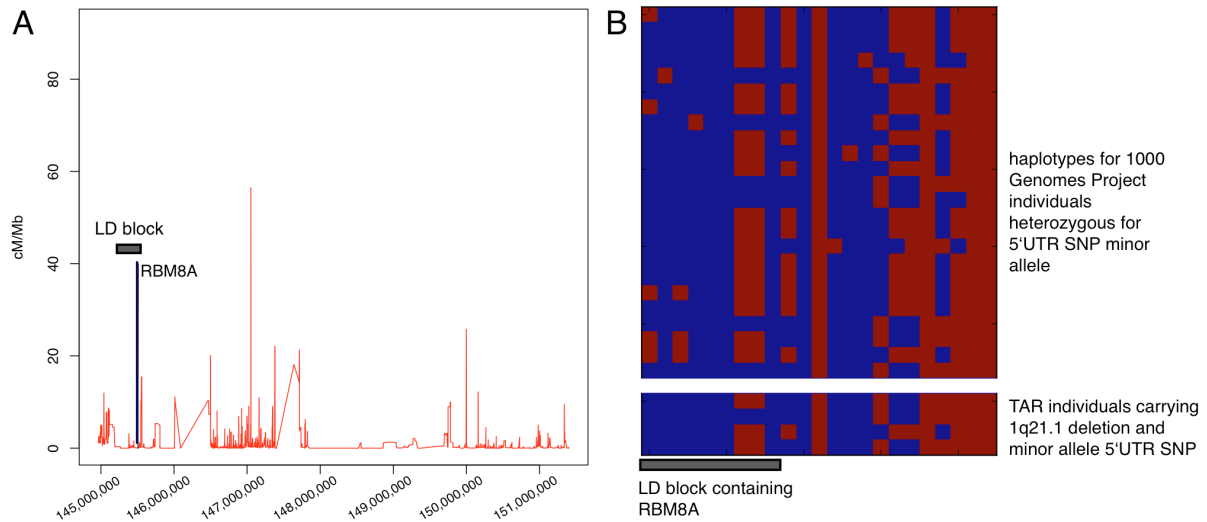 A
cM/Mb
80
60
40
20
0
LD block
RBM8A
145,000,000
146,000,000
147,000,000
148,000,000
149,000,000
150,000,000
151,000,000
B
haplotypes for 1000
Genomes Project
individuals
heterozygous for
5‘UTR SNP minor
allele
TAR individuals carrying
1q21.1 deletion and
minor allele 5‘UTR SNP
LD block containing
RBM8A